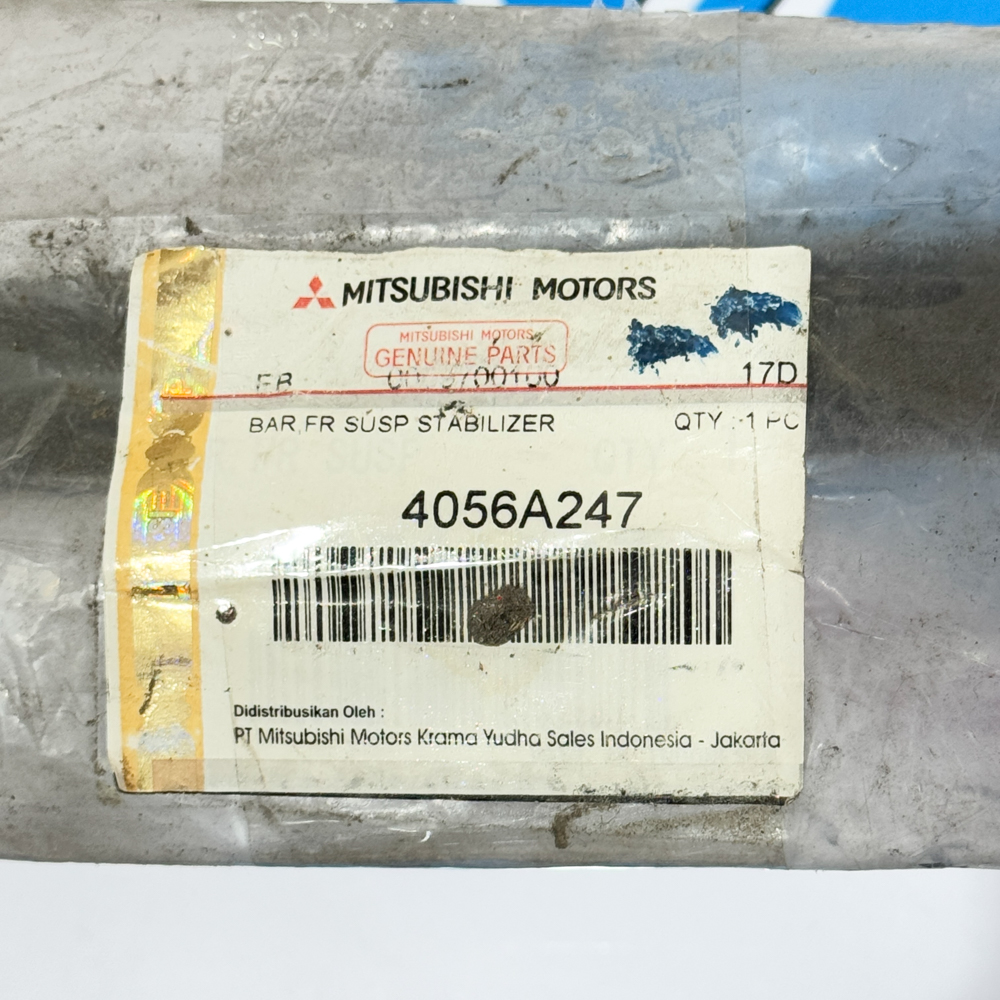 MITSUBISHI MOTORS
MITSUBISHI MOTORS
GENUINE PARTS
17D
BAR,FR SUSP STABILIZER QTY : 1 PC
4056A247
Didistribusikan Oleh :
PT Mitsubishi Motors Krama Yudha Sales Indonesia - Jakarta